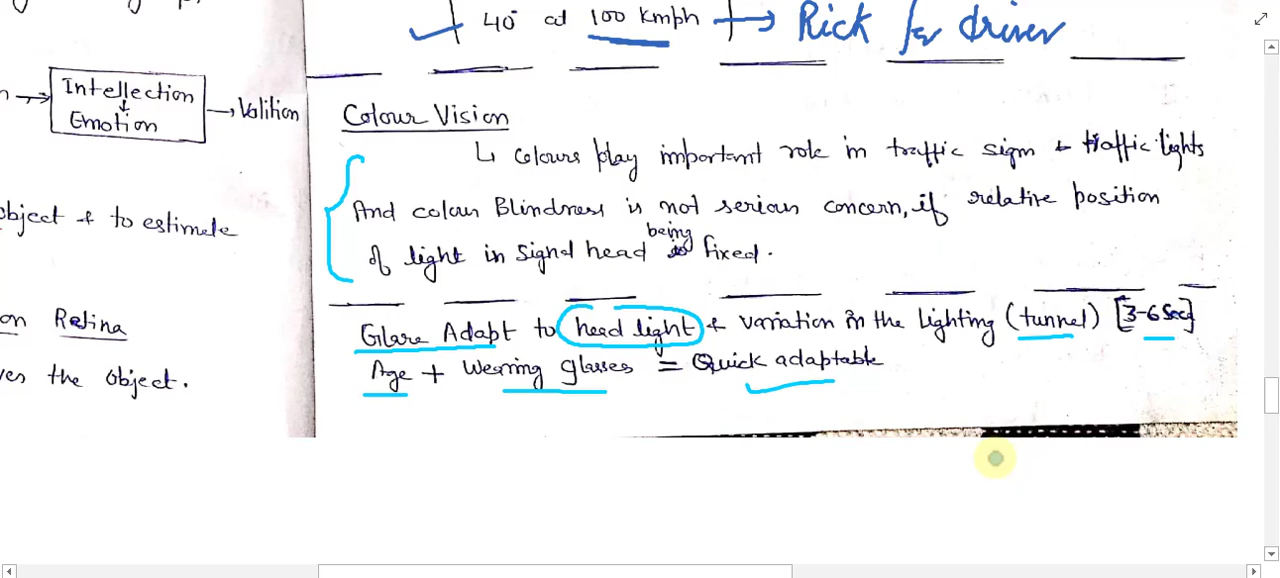 40° at 100 kmph → Rick for driver
→ Intellection → Valition
↓
Emotion
object + to estimate
on Retina
the object.
Colour Vision
↳ colours play important role in traffic sign + traffic lights
And colour Blindness is not serious concern, if relative position
of light in signal head being fixed.
Glare Adapt to head light + variation in the Lighting (tunnel) [3-6 sec]
Age + Wearing glasses = Quick adaptable